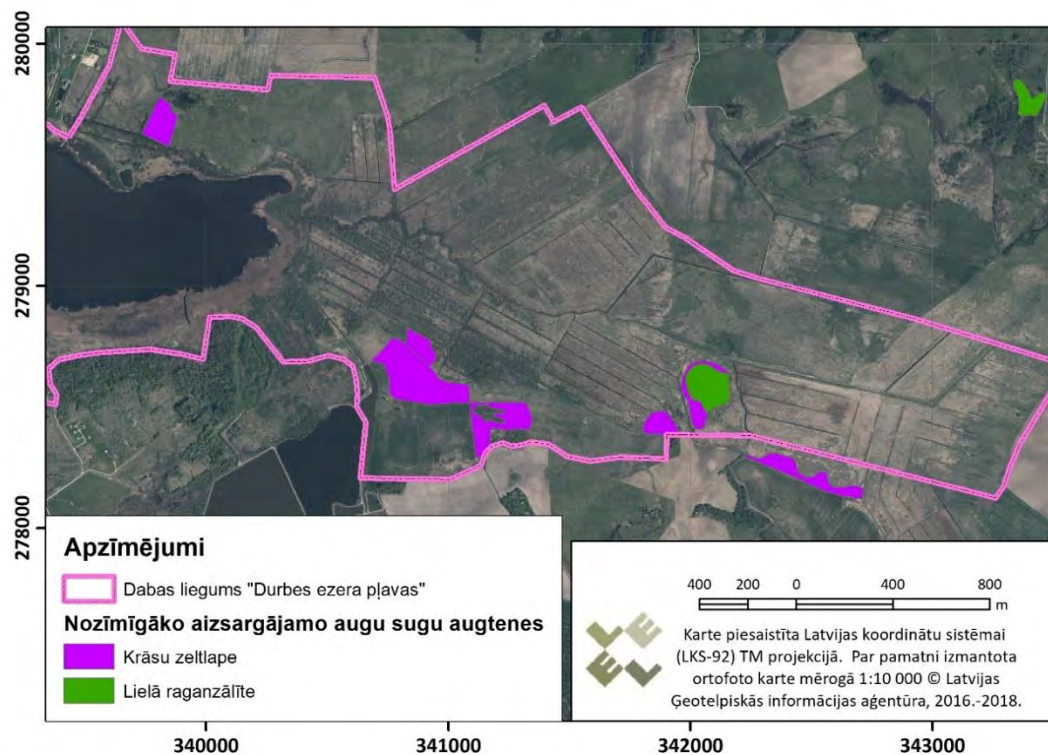 280000
279000
278000
Apzīmējumi
Dabas liegums "Durbes ezera pļavas"
Nozīmīgāko aizsargājamo augu sugu augtenes
Krāsu zeltlape
Lielā raganzālīte
400 200 0 400 800
m
Karte piesaistīta Latvijas koordinātu sistēmai
(LKS-92) TM projekcijā. Par pamatni izmantota
ortofoto karte mērogā 1:10 000 © Latvijas
Ģeotelpiskās informācijas aģentūra, 2016.-2018.
340000 341000 342000 343000